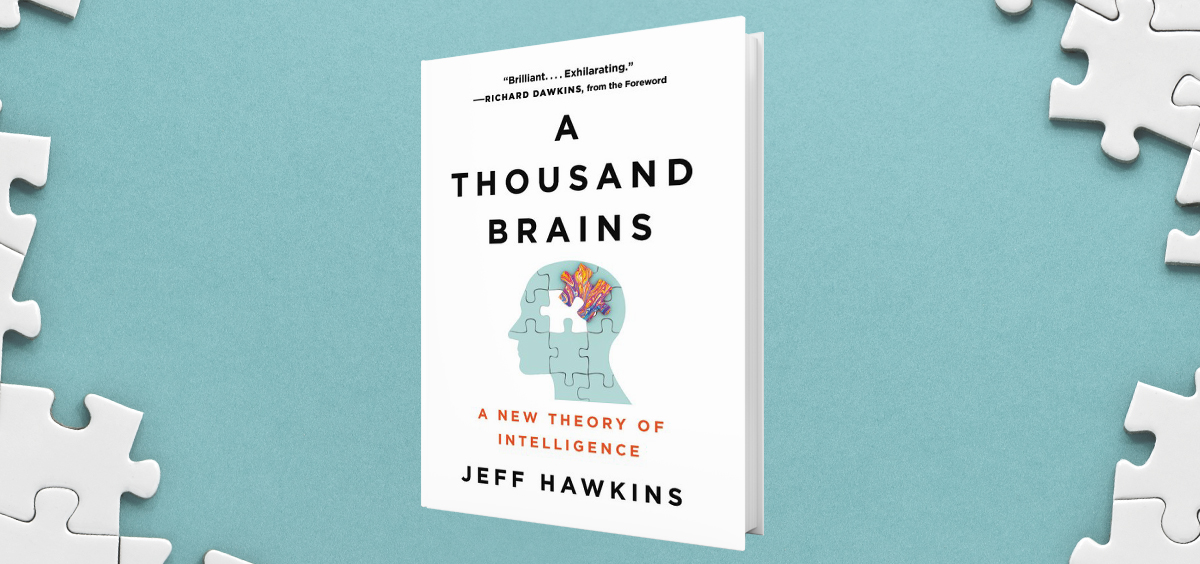 “Brilliant. . . . Exhilarating.”
—RICHARD DAWKINS, from the Foreword
A
THOUSAND
BRAINS
A NEW THEORY OF
INTELLIGENCE
JEFF HAWKINS